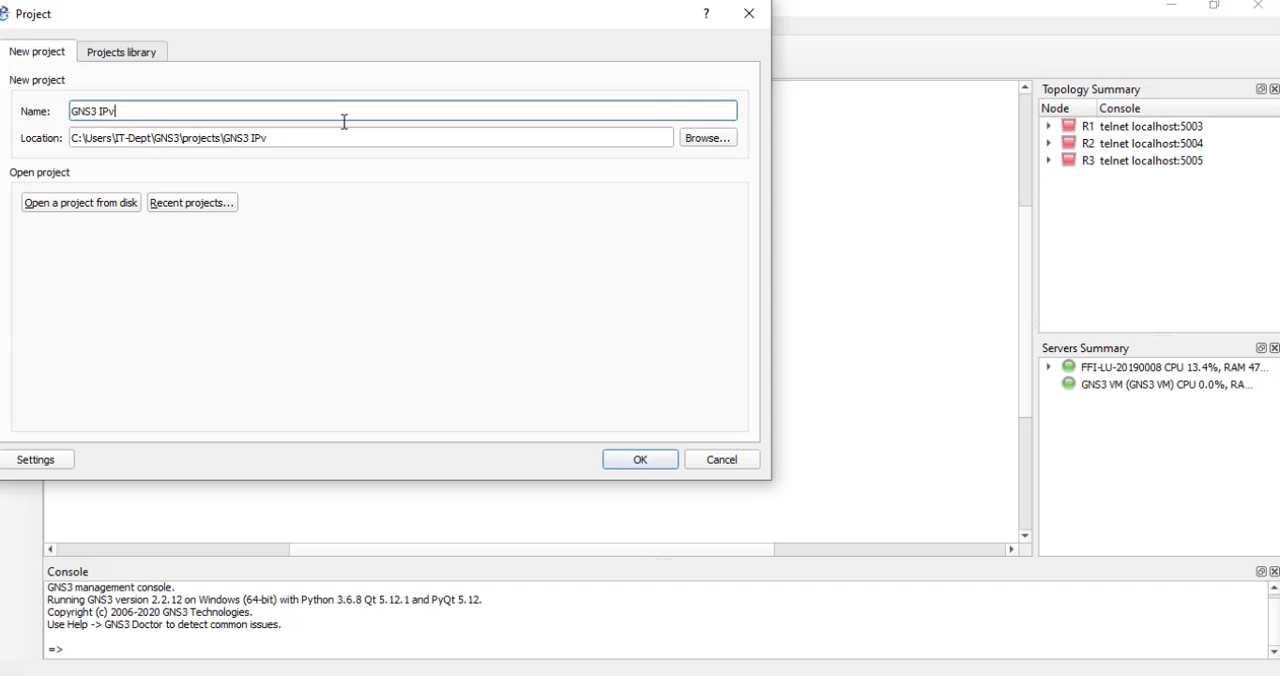 Project
?
New project
Projects library
New project
Name: GNS3 IPv
Location: C:\Users\IT-Dept\GNS3\projects\GNS3 IPv
Browse...
Open project
Open a project from disk
Recent projects...
Settings
OK
Cancel
Topology Summary
Node Console
R1 telnet localhost:5003
R2 telnet localhost:5004
R3 telnet localhost:5005
Servers Summary
FFI-LU-20190008 CPU 13.4%, RAM 47...
GNS3 VM (GNS3 VM) CPU 0.0%, RA...
Console
GNS3 management console.
Running GNS3 version 2.2.12 on Windows (64-bit) with Python 3.6.8 Qt 5.12.1 and PyQt 5.12.
Copyright (c) 2006-2020 GNS3 Technologies.
Use Help -> GNS3 Doctor to detect common issues.
=>